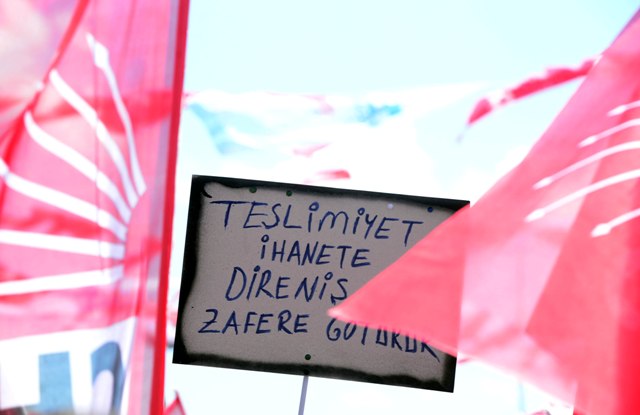 TESLİMİYET
İHANETE
DİRENİŞ
ZAFERE GÖTÜRÜR